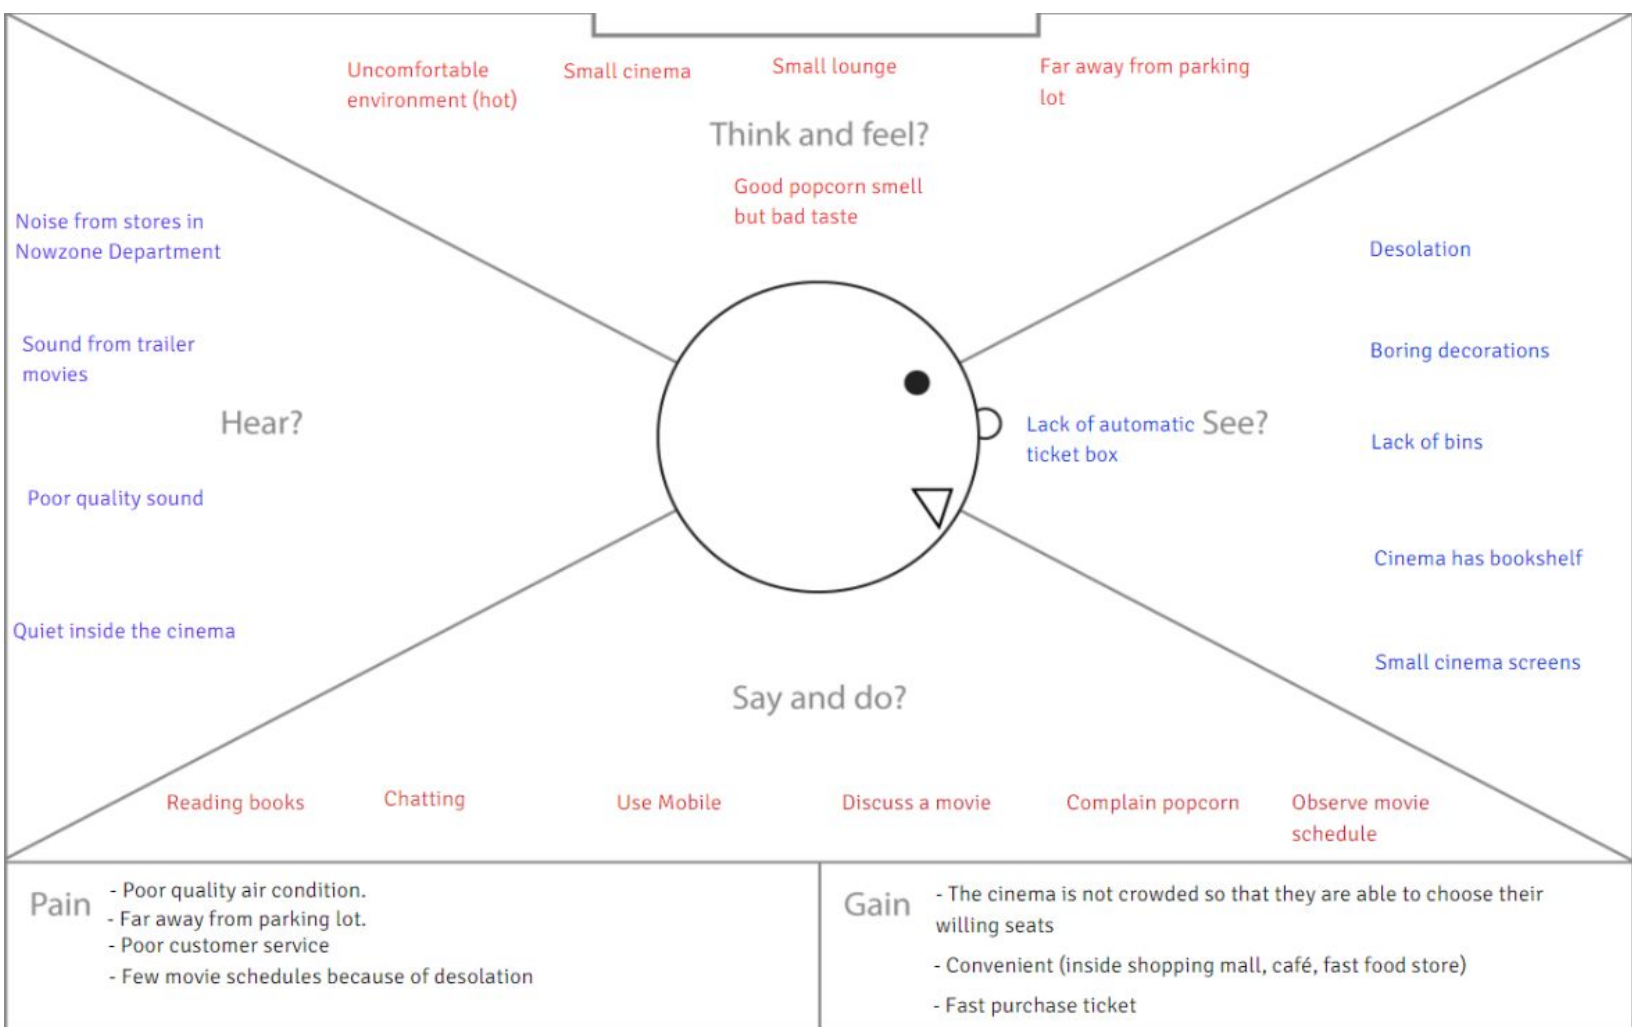 Uncomfortable
environment (hot)
Small cinema
Small lounge
Far away from parking
lot
Think and feel?
Good popcorn smell
but bad taste
Noise from stores in
Nowzone Department
Sound from trailer
movies
Hear?
Poor quality sound
Quiet inside the cinema
Lack of automatic
ticket box
See?
Desolation
Boring decorations
Lack of bins
Cinema has bookshelf
Small cinema screens
Say and do?
Reading books
Chatting
Use Mobile
Discuss a movie
Complain popcorn
Observe movie
schedule
Pain
- Poor quality air condition.
- Far away from parking lot.
- Poor customer service
- Few movie schedules because of desolation
Gain
- The cinema is not crowded so that they are able to choose their
willing seats
- Convenient (inside shopping mall, café, fast food store)
- Fast purchase ticket